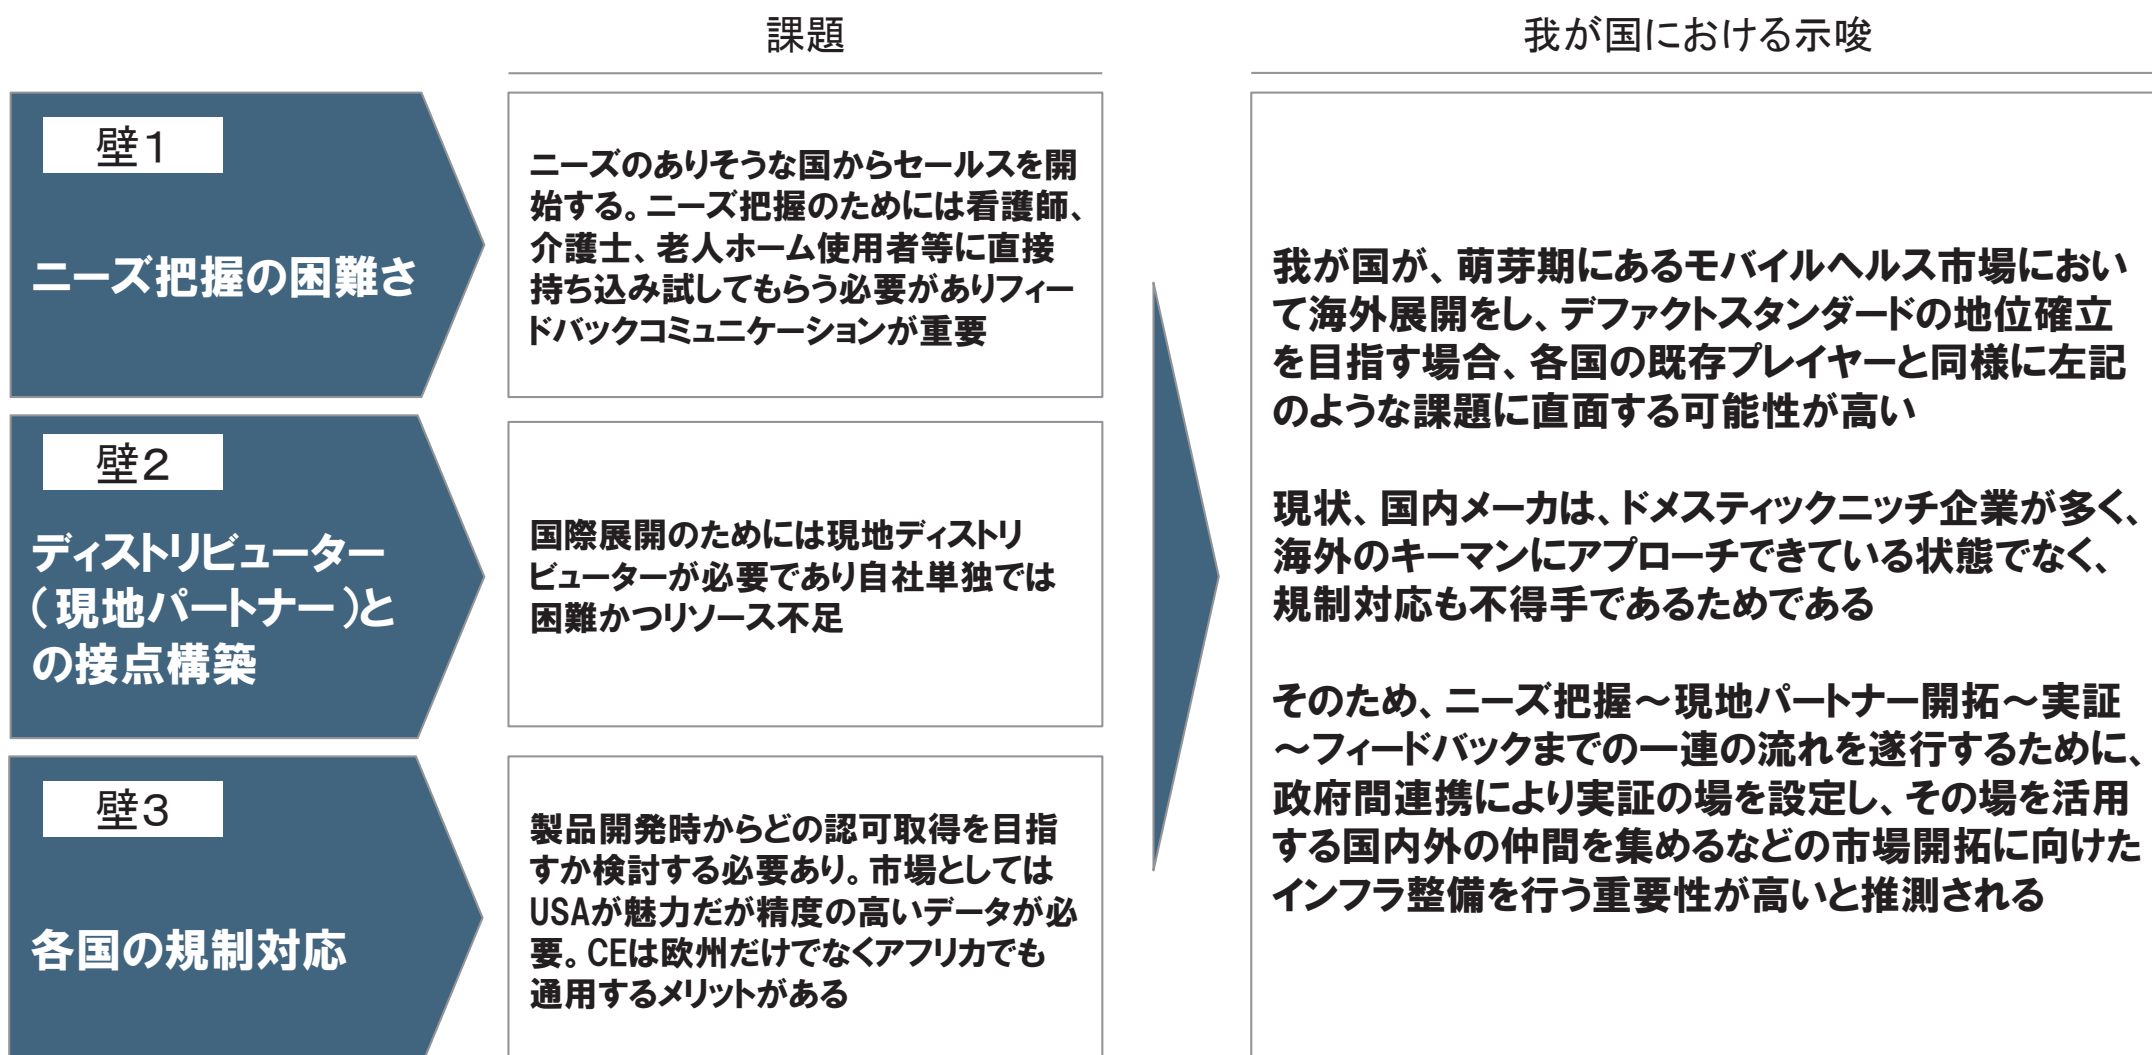 課題
我が国における示唆
壁１
ニーズ把握の困難さ
ニーズのありそうな国からセールスを開
始する。ニーズ把握のためには看護師、
介護士、老人ホーム使用者等に直接
持ち込み試してもらう必要がありフィー
ドバックコミュニケーションが重要
壁２
ディストリビューター
（現地パートナー）と
の接点構築
国際展開のためには現地ディストリ
ビューターが必要であり自社単独では
困難かつリソース不足
壁３
各国の規制対応
製品開発時からどの認可取得を目指
すか検討する必要あり。市場としては
USAが魅力だが精度の高いデータが必
要。CEは欧州だけでなくアフリカでも
通用するメリットがある
我が国が、萌芽期にあるモバイルヘルス市場におい
て海外展開をし、デファクトスタンダードの地位確立
を目指す場合、各国の既存プレイヤーと同様に左記
のような課題に直面する可能性が高い
現状、国内メーカは、ドメスティックニッチ企業が多く、
海外のキーマンにアプローチできている状態でなく、
規制対応も不得手であるためである
そのため、ニーズ把握～現地パートナー開拓～実証
～フィードバックまでの一連の流れを遂行するために、
政府間連携により実証の場を設定し、その場を活用
する国内外の仲間を集めるなどの市場開拓に向けた
インフラ整備を行う重要性が高いと推測される